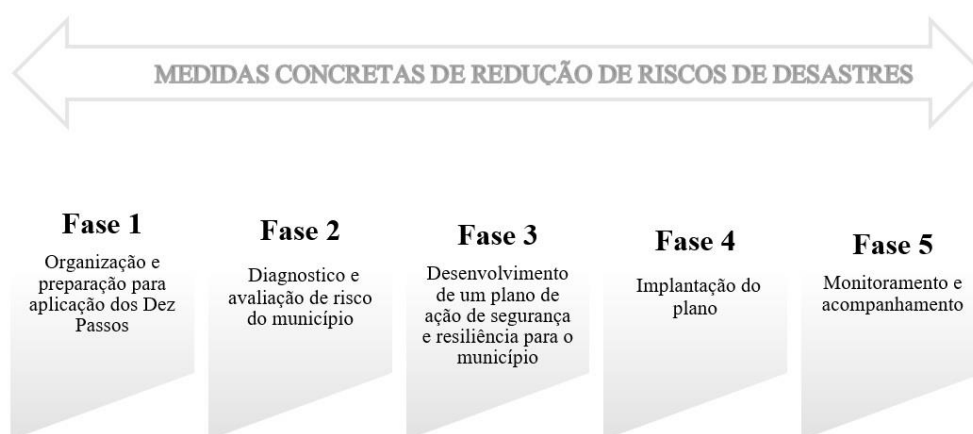 MEDIDAS CONCRETAS DE REDUÇÃO DE RISCOS DE DESASTRES
Fase 1
Organização e
preparação para
aplicação dos Dez
Passos
Fase 2
Diagnostico e
avaliação de risco
do município
Fase 3
Desenvolvimento
de um plano de
ação de segurança
e resiliência para o
município
Fase 4
Implantação do
plano
Fase 5
Monitoramento e
acompanhamento